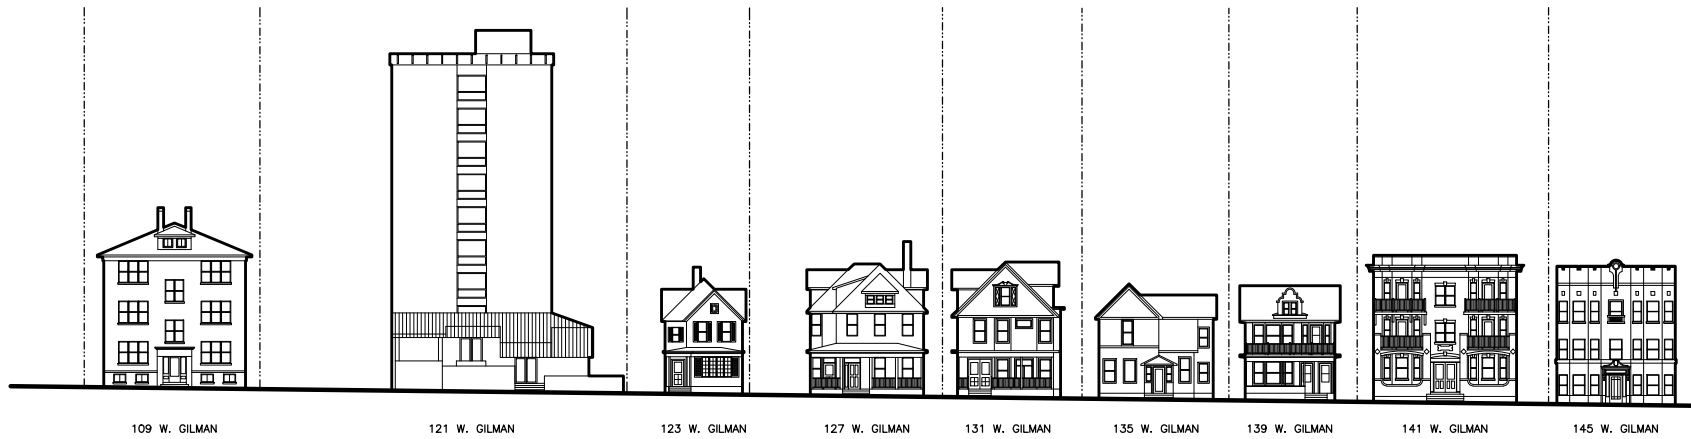 109 W. GILMAN
121 W. GILMAN
123 W. GILMAN
127 W. GILMAN
131 W. GILMAN
135 W. GILMAN
139 W. GILMAN
141 W. GILMAN
145 W. GILMAN